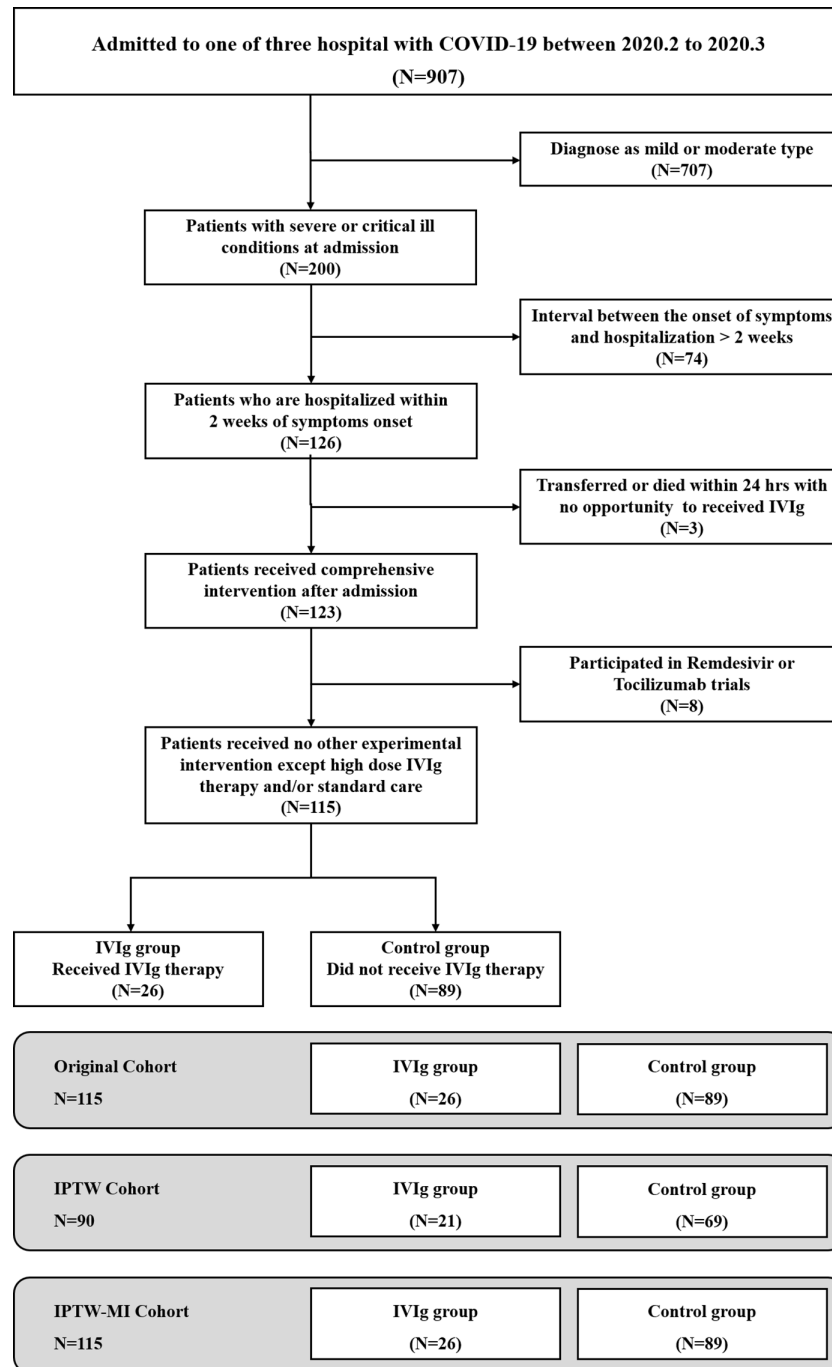 Admitted to one of three hospital with COVID-19 between 2020.2 to 2020.3
(N=907)
Diagnose as mild or moderate type
(N=707)
Patients with severe or critical ill
conditions at admission
(N=200)
Interval between the onset of symptoms
and hospitalization > 2 weeks
(N=74)
Patients who are hospitalized within
2 weeks of symptoms onset
(N=126)
Transferred or died within 24 hrs with
no opportunity to received IVIg
(N=3)
Patients received comprehensive
intervention after admission
(N=123)
Participated in Remdesivir or
Tocilizumab trials
(N=8)
Patients received no other experimental
intervention except high dose IVIg
therapy and/or standard care
(N=115)
IVIg group
Received IVIg therapy
(N=26)
Control group
Did not receive IVIg therapy
(N=89)
Original Cohort
N=115
IVIg group
(N=26)
Control group
(N=89)
IPTW Cohort
N=90
IVIg group
(N=21)
Control group
(N=69)
IPTW-MI Cohort
N=115
IVIg group
(N=26)
Control group
(N=89)